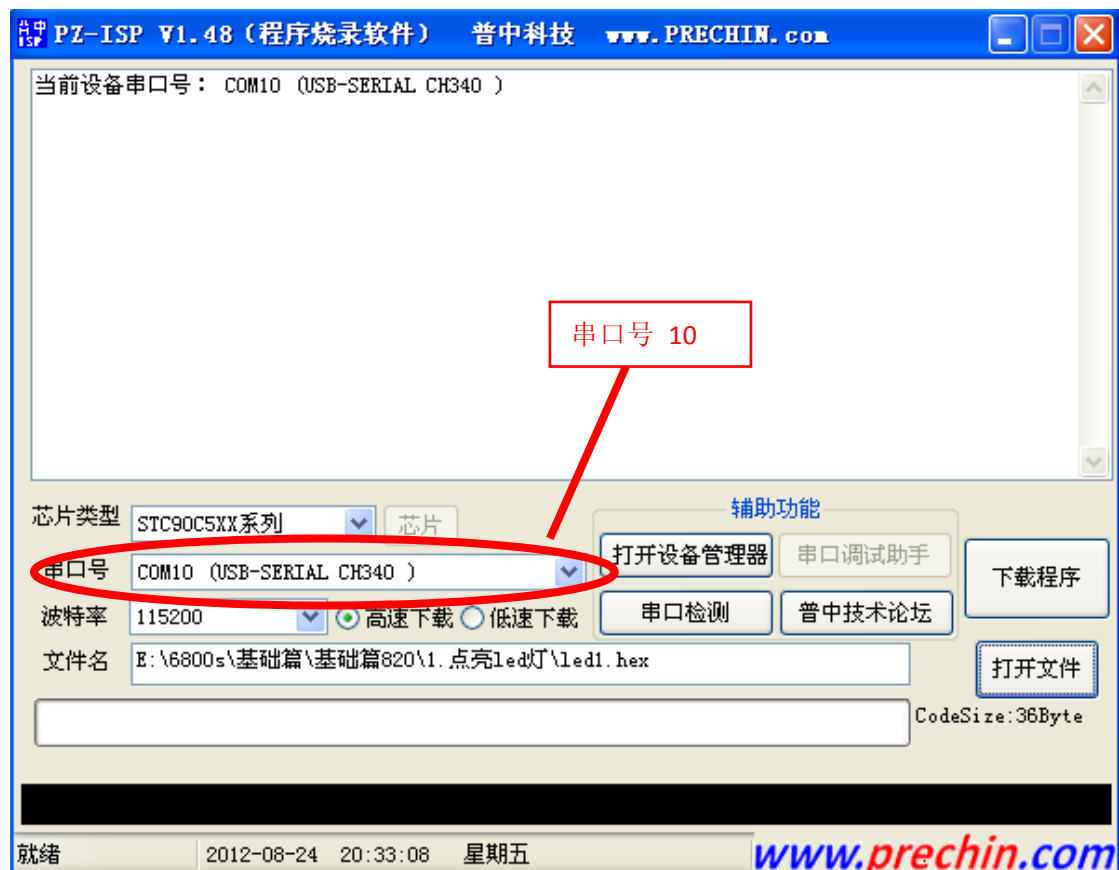 PZ-ISP V1.48（程序烧录软件） 普中科技 www.PRECHIN.com
当前设备串口号： COM10 (USB-SERIAL CH340 )
串口号 10
芯片类型 STC90C5XX系列 芯片
串口号 COM10 (USB-SERIAL CH340 )
波特率 115200 高速下载 低速下载
文件名 E:\6800s\基础篇\基础篇820\1.点亮led灯\led1.hex
辅助功能
打开设备管理器 串口调试助手
串口检测 普中技术论坛
下载程序
打开文件
CodeSize:36Byte
就绪 2012-08-24 20:33:08 星期五
www.prechin.com